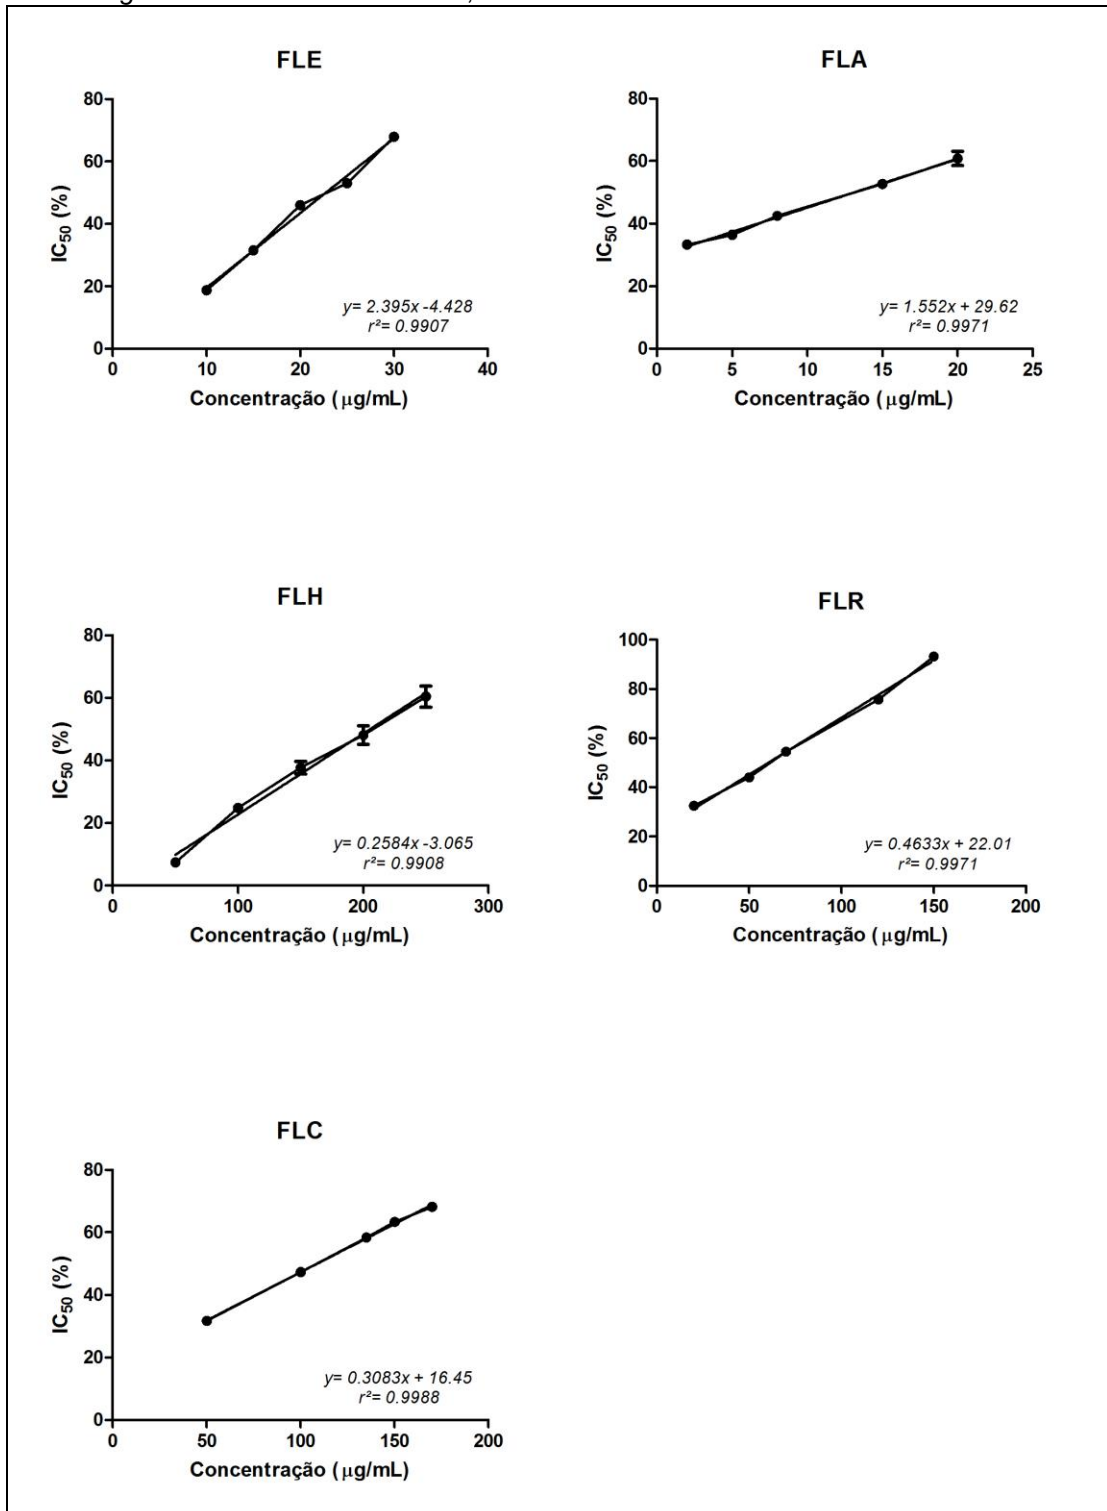 FLE
80
60
40
20
0
IC50 (%)
y= 2.395x -4.428
r²= 0.9907
0 10 20 30 40
Concentração (μg/mL)
FLA
80
60
40
20
0
IC50 (%)
y= 1.552x + 29.62
r²= 0.9971
0 5 10 15 20 25
Concentração (μg/mL)
FLH
80
60
40
20
0
IC50 (%)
y= 0.2584x -3.065
r²= 0.9908
0 100 200 300
Concentração (μg/mL)
FLR
100
80
60
40
20
0
IC50 (%)
y= 0.4633x + 22.01
r²= 0.9971
0 50 100 150 200
Concentração (μg/mL)
FLC
80
60
40
20
0
IC50 (%)
y= 0.3083x + 16.45
r²= 0.9988
0 50 100 150 200
Concentração (μg/mL)